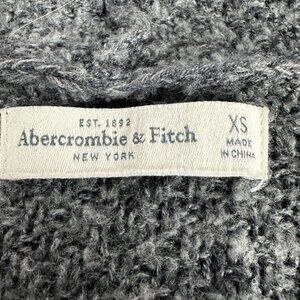 EST. 1892
Abercrombie & Fitch
NEW YORK
XS
MADE
IN CHINA